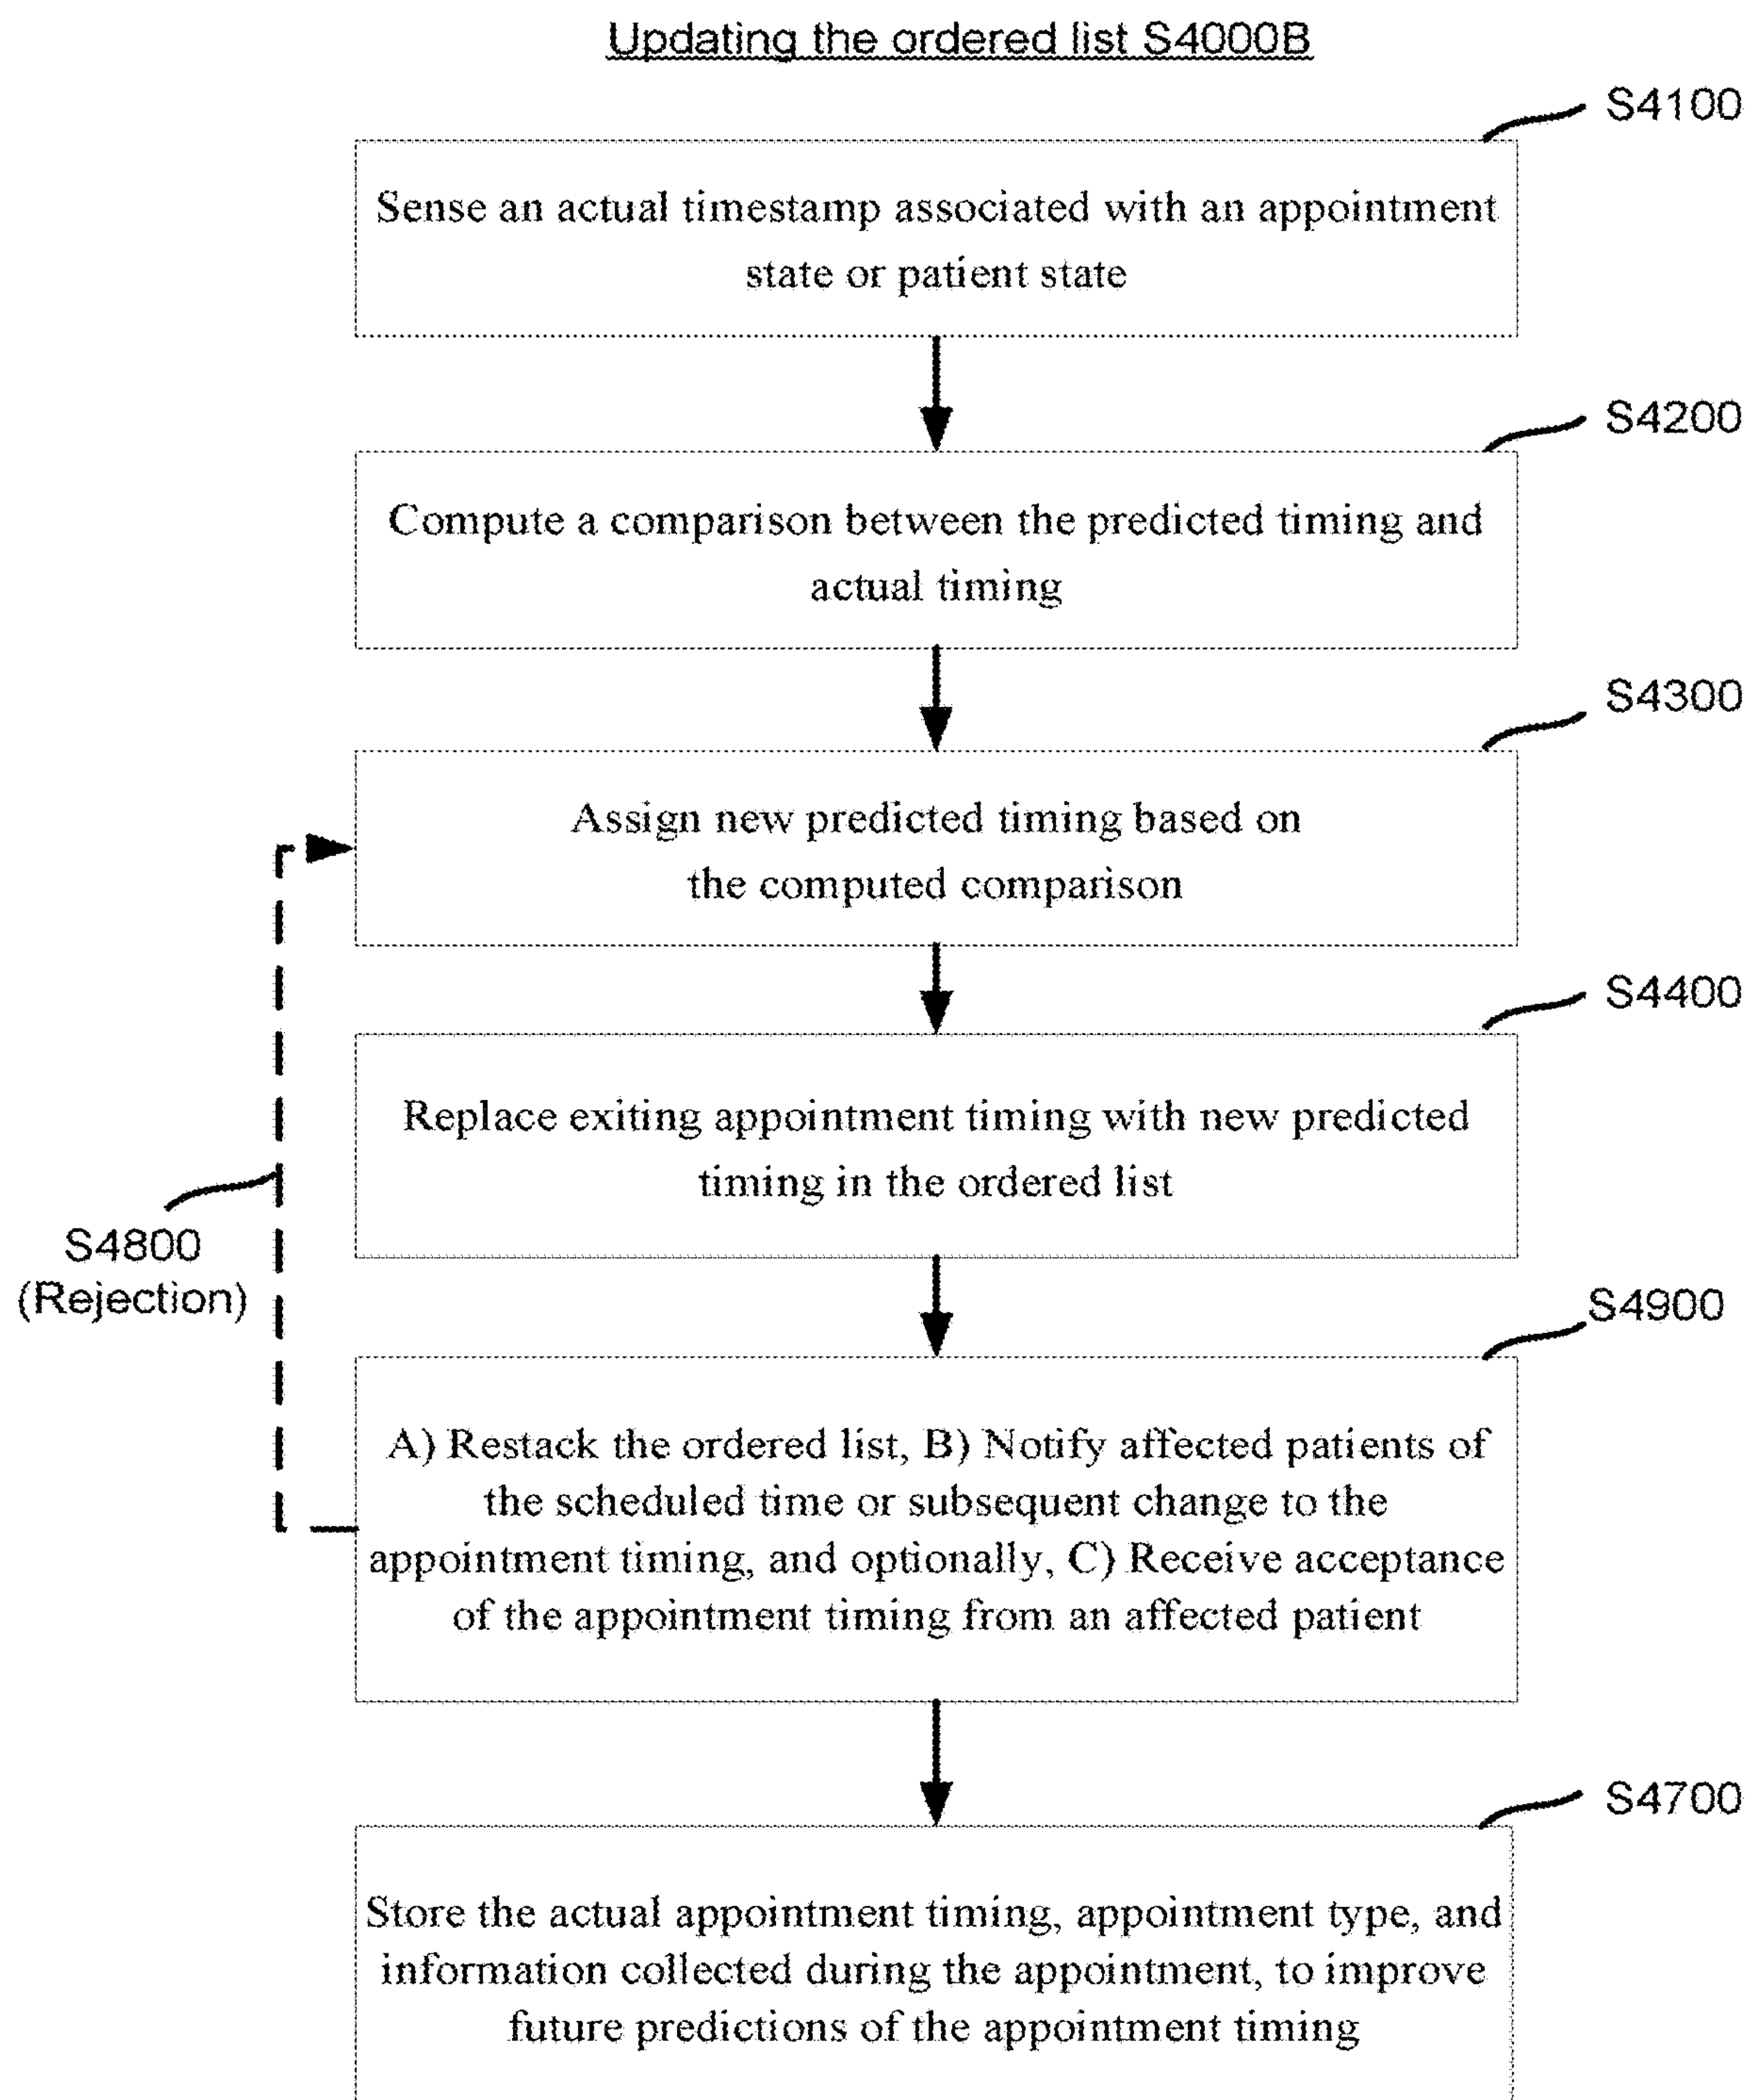 Updating the ordered list S4000B
S4100
Sense an actual timestamp associated with an appointment
state or patient state
S4200
Compute a comparison between the predicted timing and
actual timing
S4300
Assign new predicted timing based on
the computed comparison
S4400
Replace exiting appointment timing with new predicted
timing in the ordered list
S4800
(Rejection)
S4900
A) Restack the ordered list, B) Notify affected patients of
the scheduled time or subsequent change to the
appointment timing, and optionally, C) Receive acceptance
of the appointment timing from an affected patient
S4700
Store the actual appointment timing, appointment type, and
information collected during the appointment, to improve
future predictions of the appointment timing